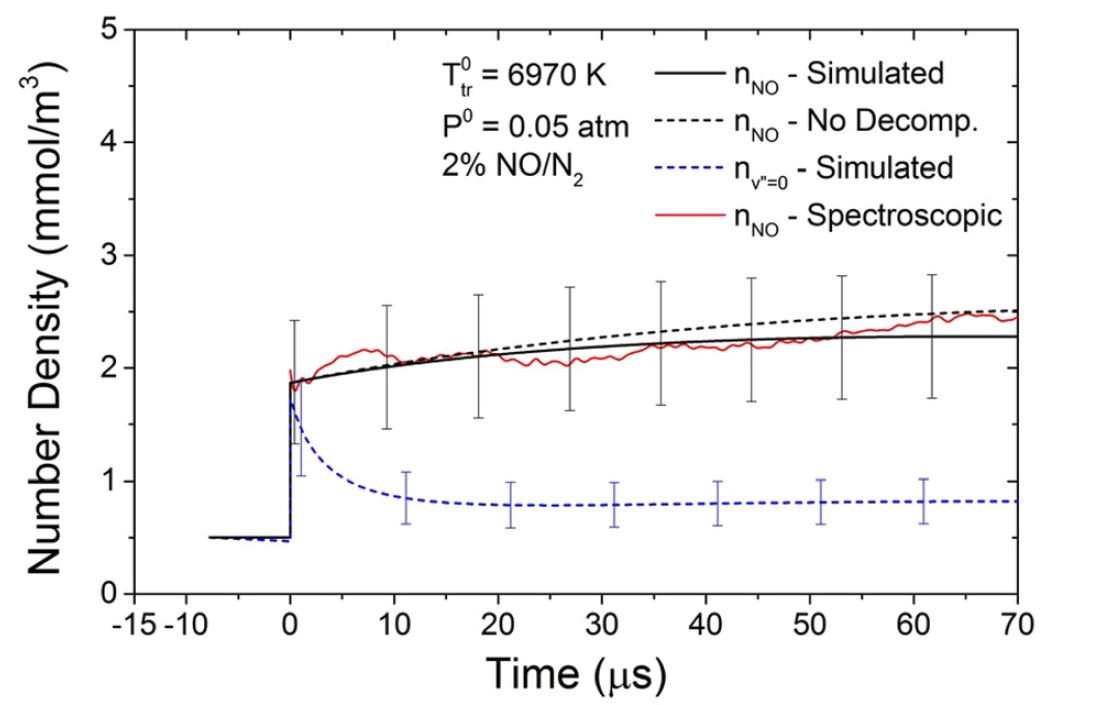 5
4
3
2
1
0
Number Density (mmol/m³)
T⁰tr = 6970 K
P⁰ = 0.05 atm
2% NO/N₂
nNO - Simulated
nNO - No Decomp.
nv"=0 - Simulated
nNO - Spectroscopic
-15 -10 0 10 20 30 40 50 60 70
Time (μs)